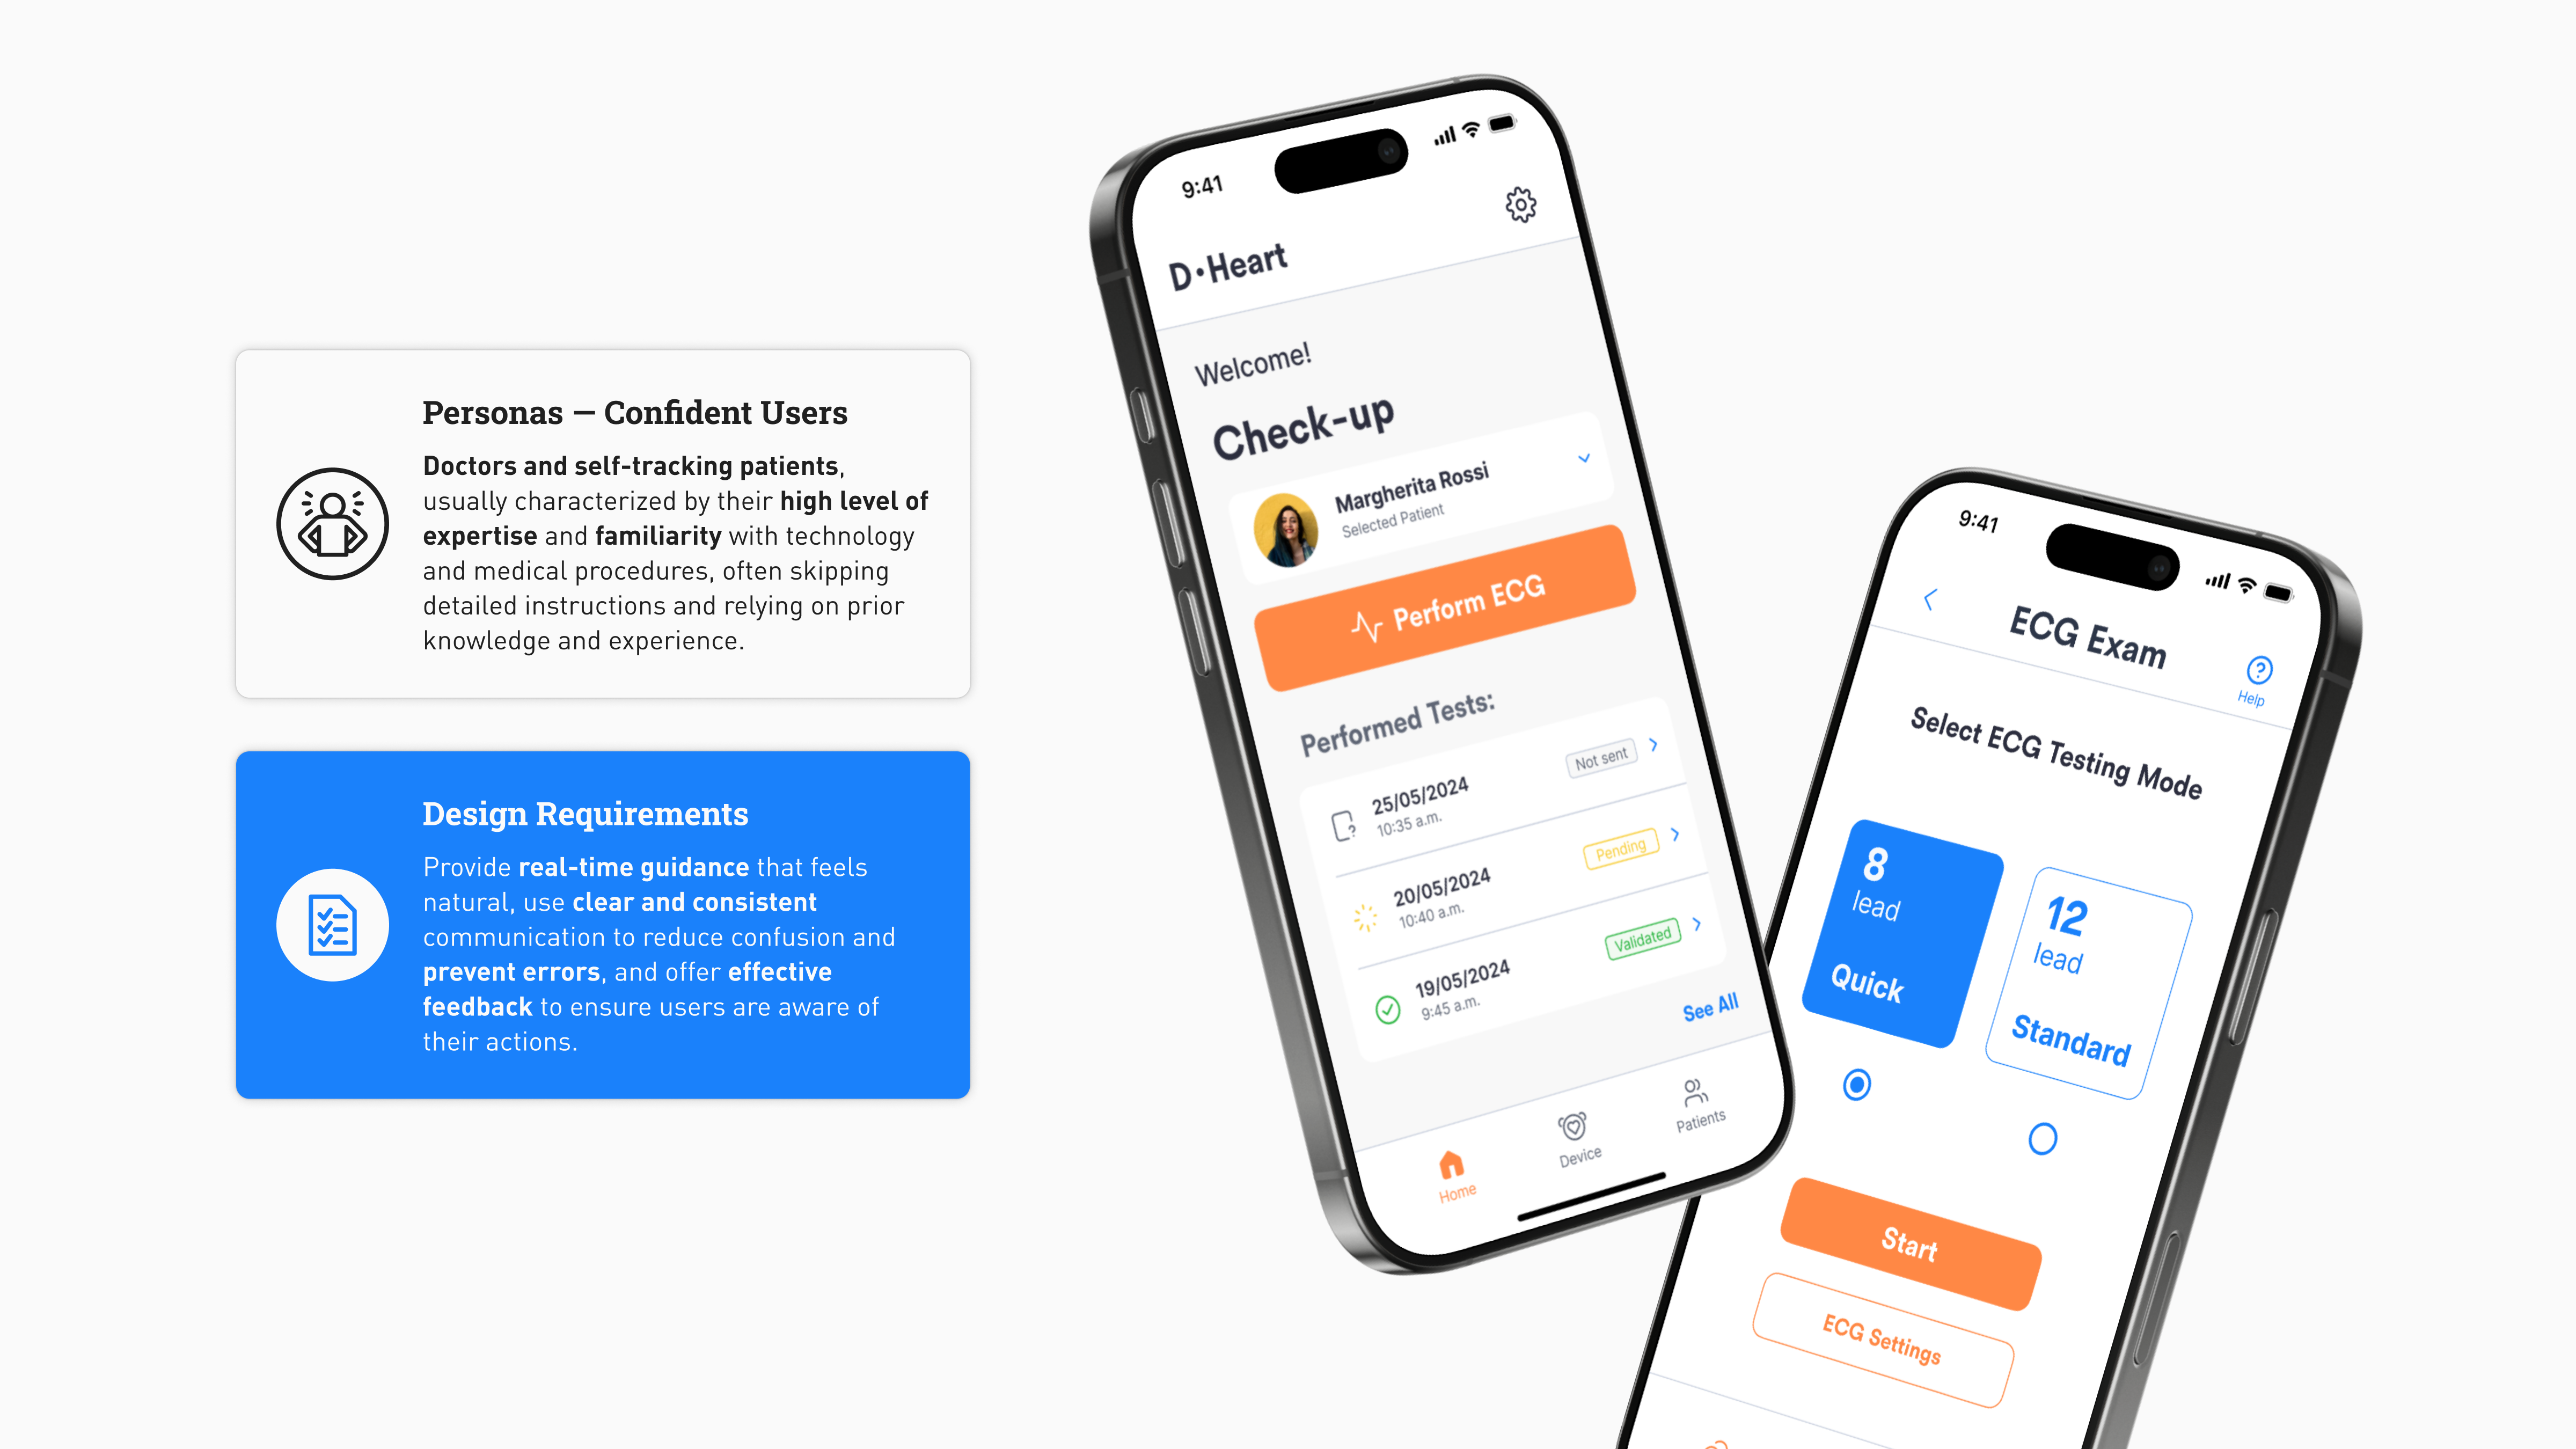 Personas — Confident Users
Doctors and self-tracking patients,
usually characterized by their high level of
expertise and familiarity with technology
and medical procedures, often skipping
detailed instructions and relying on prior
knowledge and experience.
Design Requirements
Provide real-time guidance that feels
natural, use clear and consistent
communication to reduce confusion and
prevent errors, and offer effective
feedback to ensure users are aware of
their actions.
9:41
D•Heart
Welcome!
Check-up
Margherita Rossi
Selected Patient
Perform ECG
Performed Tests:
25/05/2024
10:35 a.m.
Not sent
20/05/2024
10:40 a.m.
Pending
19/05/2024
9:45 a.m.
Validated
See All
Home
Device
Patients
9:41
ECG Exam
Help
Select ECG Testing Mode
8
lead
Quick
12
lead
Standard
Start
ECG Settings